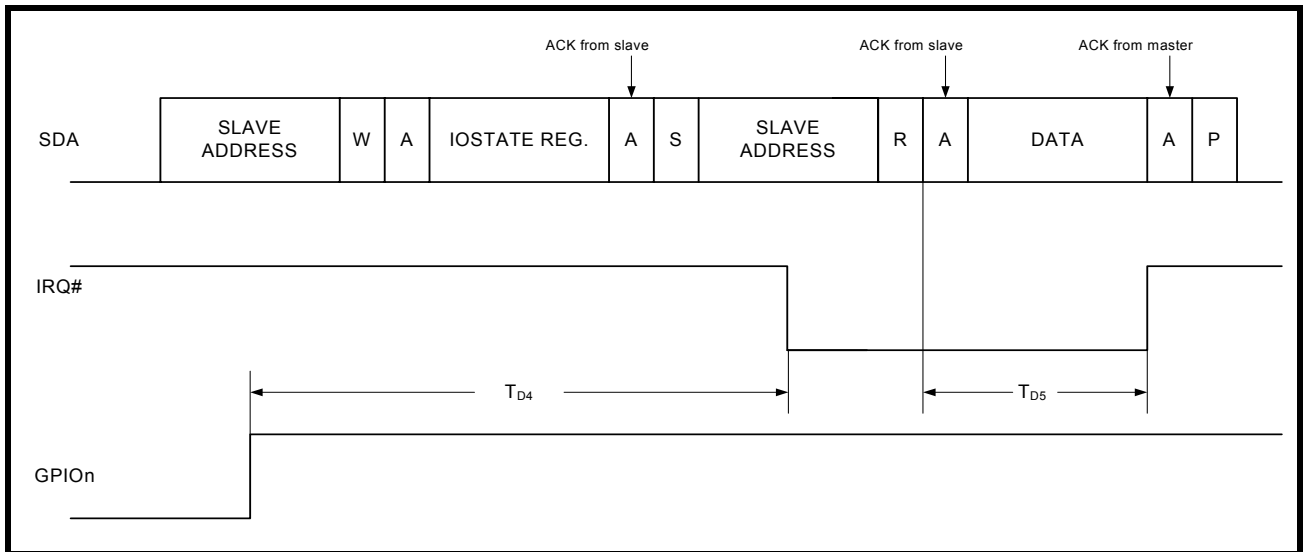 ACK from slave ACK from slave ACK from master
SDA SLAVE ADDRESS W A IOSTATE REG. A S SLAVE ADDRESS R A DATA A P
IRQ#
TD4 TD5
GPIOn